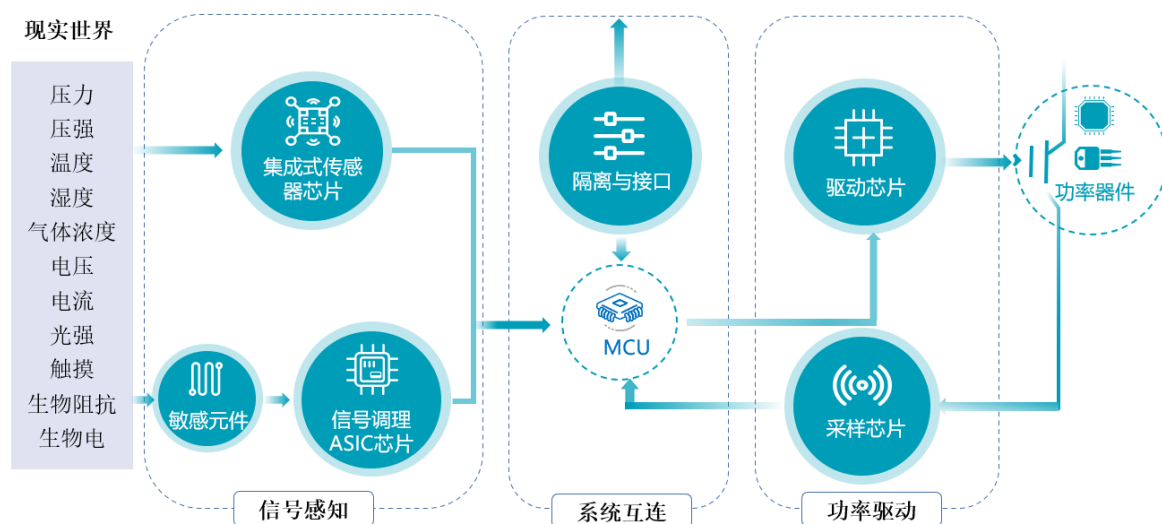 现实世界
压力
压强
温度
湿度
气体浓度
电压
电流
光强
触摸
生物阻抗
生物电
集成式传感
器芯片
敏感元件
信号调理
ASIC芯片
信号感知
隔离与接口
MCU
系统互连
驱动芯片
采样芯片
功率驱动
功率器件